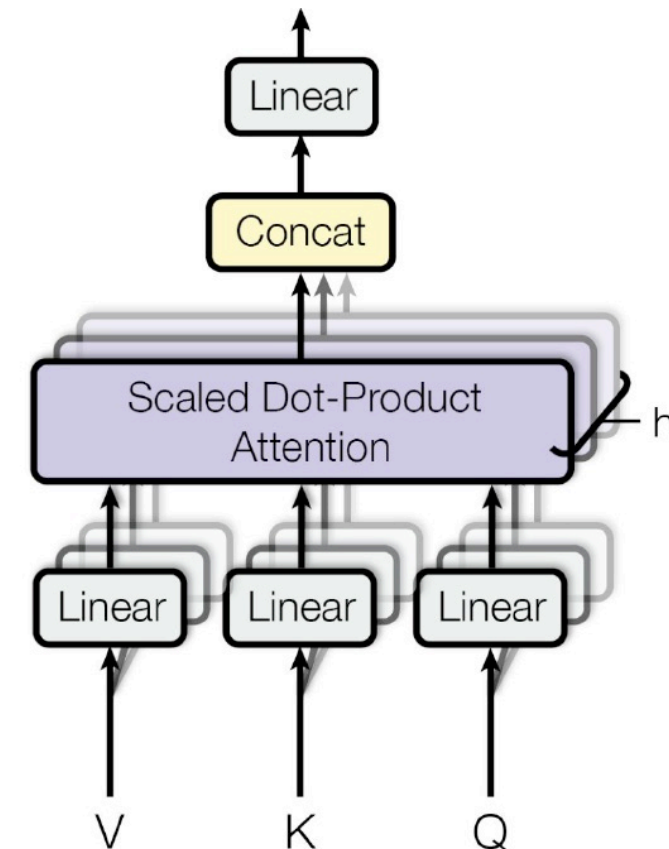 Linear
Concat
Scaled Dot-Product
Attention
h
Linear
Linear
Linear
V
K
Q